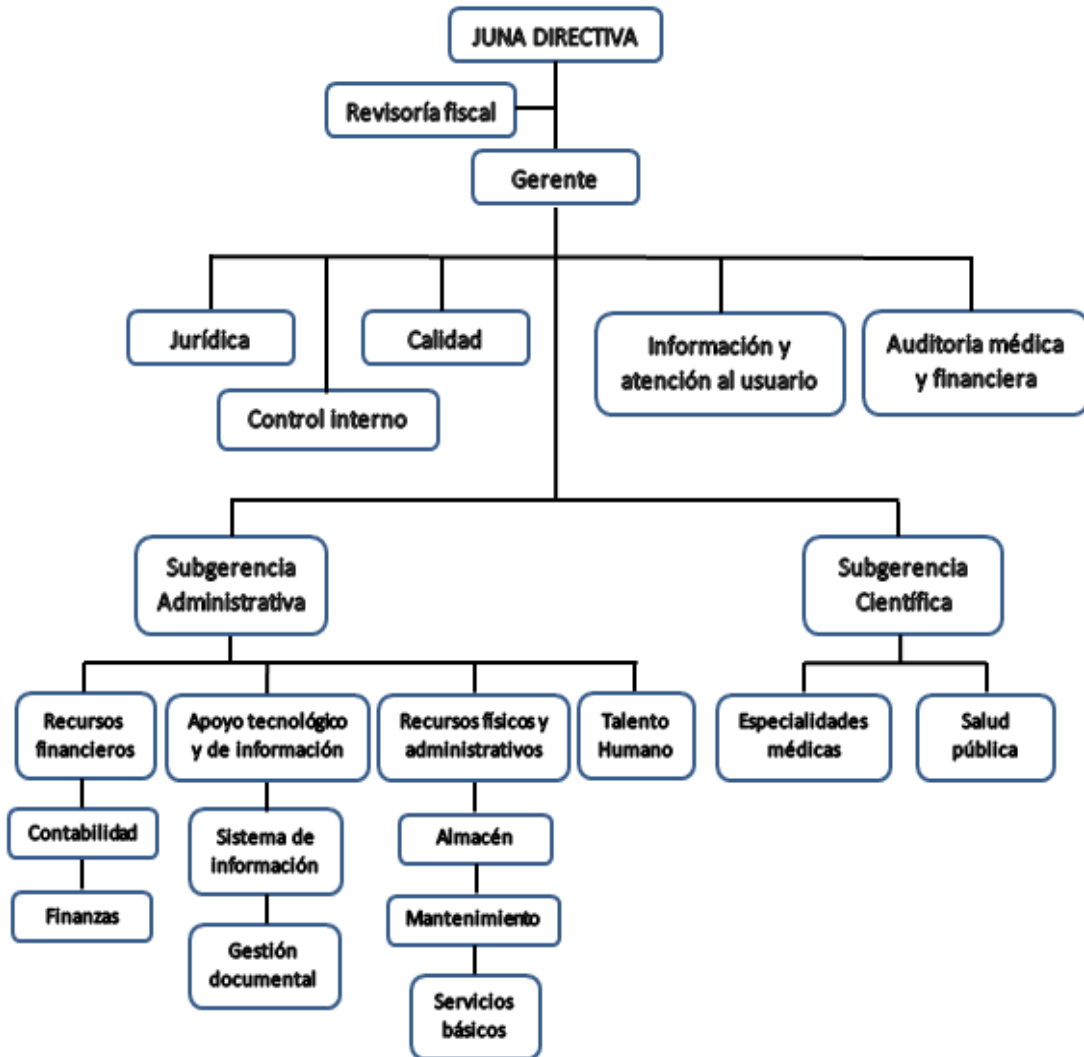 JUNA DIRECTIVA
Revisoría fiscal
Gerente
Jurídica
Calidad
Información y
atención al usuario
Auditoria médica
y financiera
Control interno
Subgerencia
Administrativa
Subgerencia
Científica
Recursos
financieros
Apoyo tecnológico
y de información
Recursos físicos y
administrativos
Talento
Humano
Especialidades
médicas
Salud
pública
Contabilidad
Sistema de
información
Almacén
Finanzas
Mantenimiento
Gestión
documental
Servicios
básicos